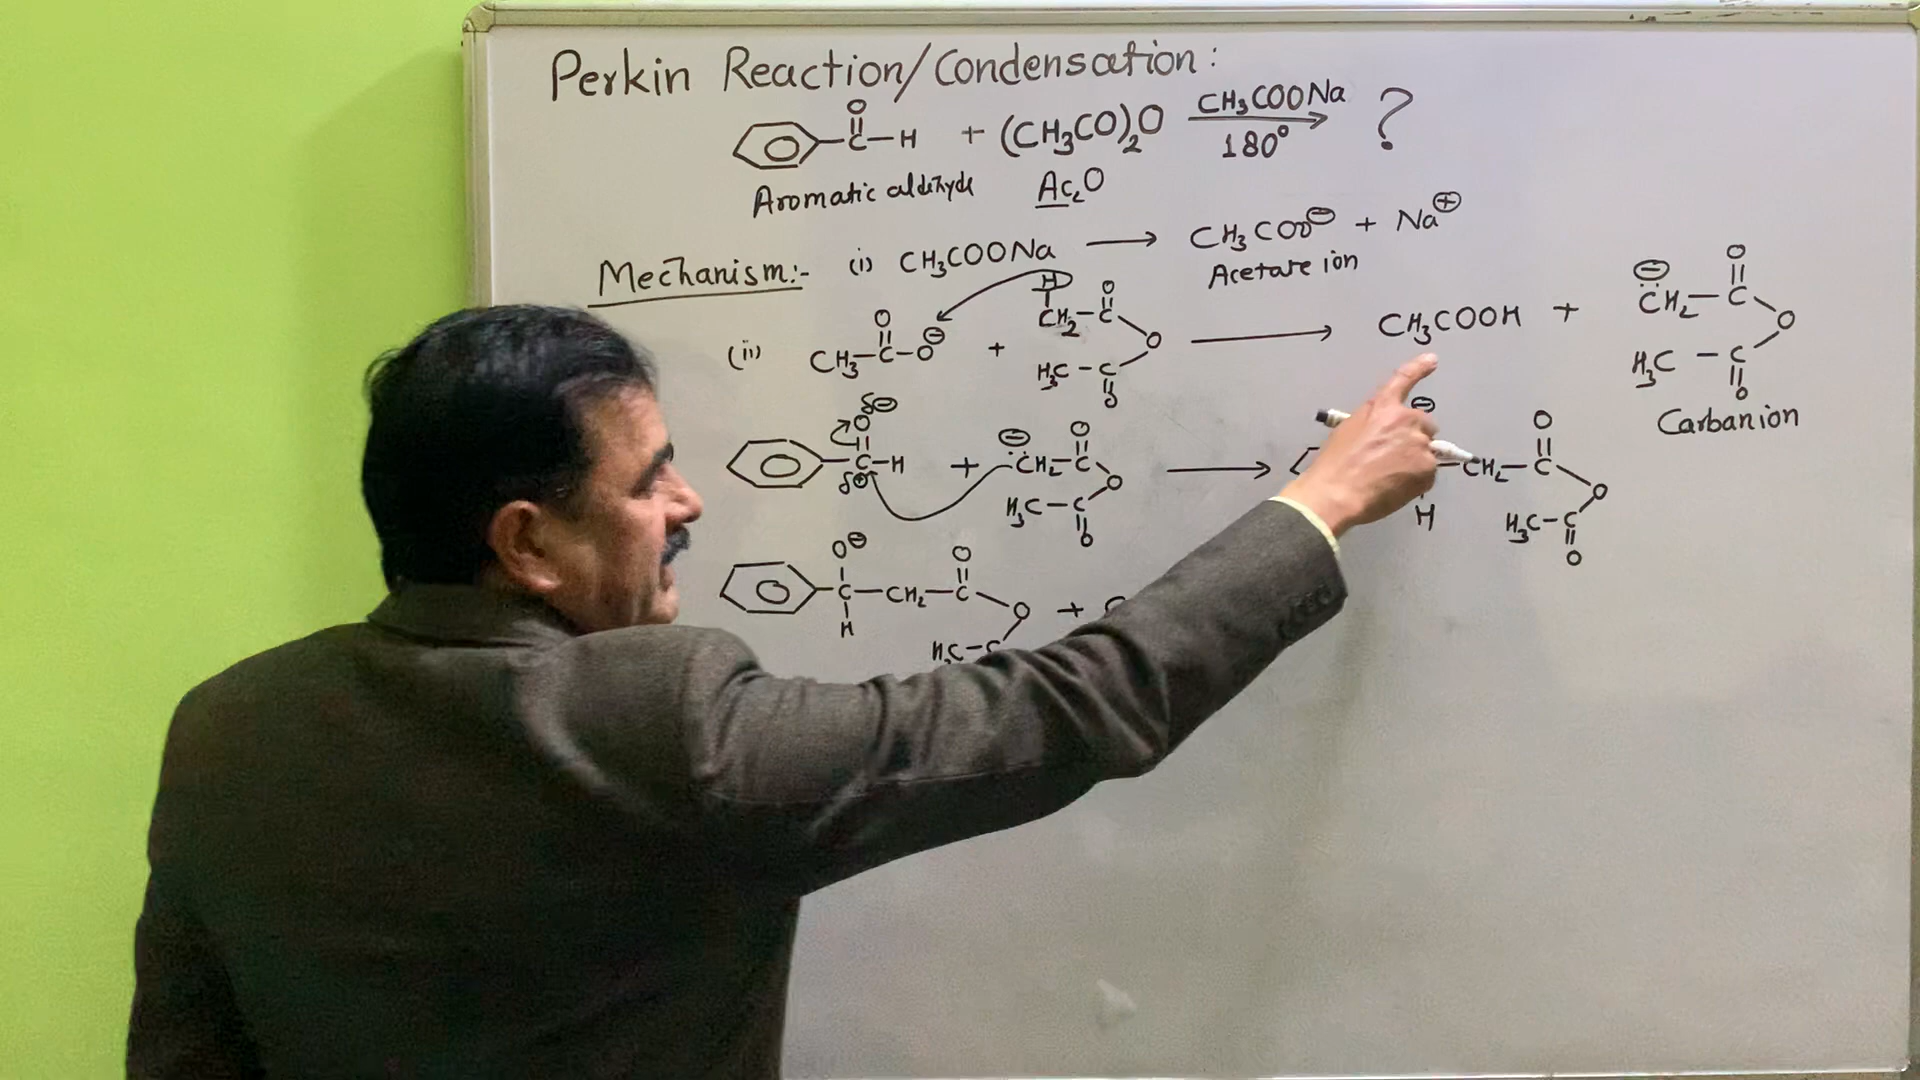 Perkin Reaction/Condensation:
O
C—H + (CH3CO)2O CH3COONa 180° → ?
Aromatic aldehyde Ac2O
Mechanism:- (i) CH3COONa → CH3COO⊖ + Na⊕
Acetate ion
(ii) CH3—C(=O)—O⊖ + H CH2—C(=O) O H3C—C(=O) → CH3COOH + ⊖:CH2—C(=O) O H3C—C(=O)
Carbanion
δ⊖ O C—H δ⊕ + ⊖:CH2—C(=O) O H3C—C(=O) → ⊖ CH2—C(=O) O H H3C—C(=O)
O⊖ C—CH2—C(=O) O + H
H3C—C